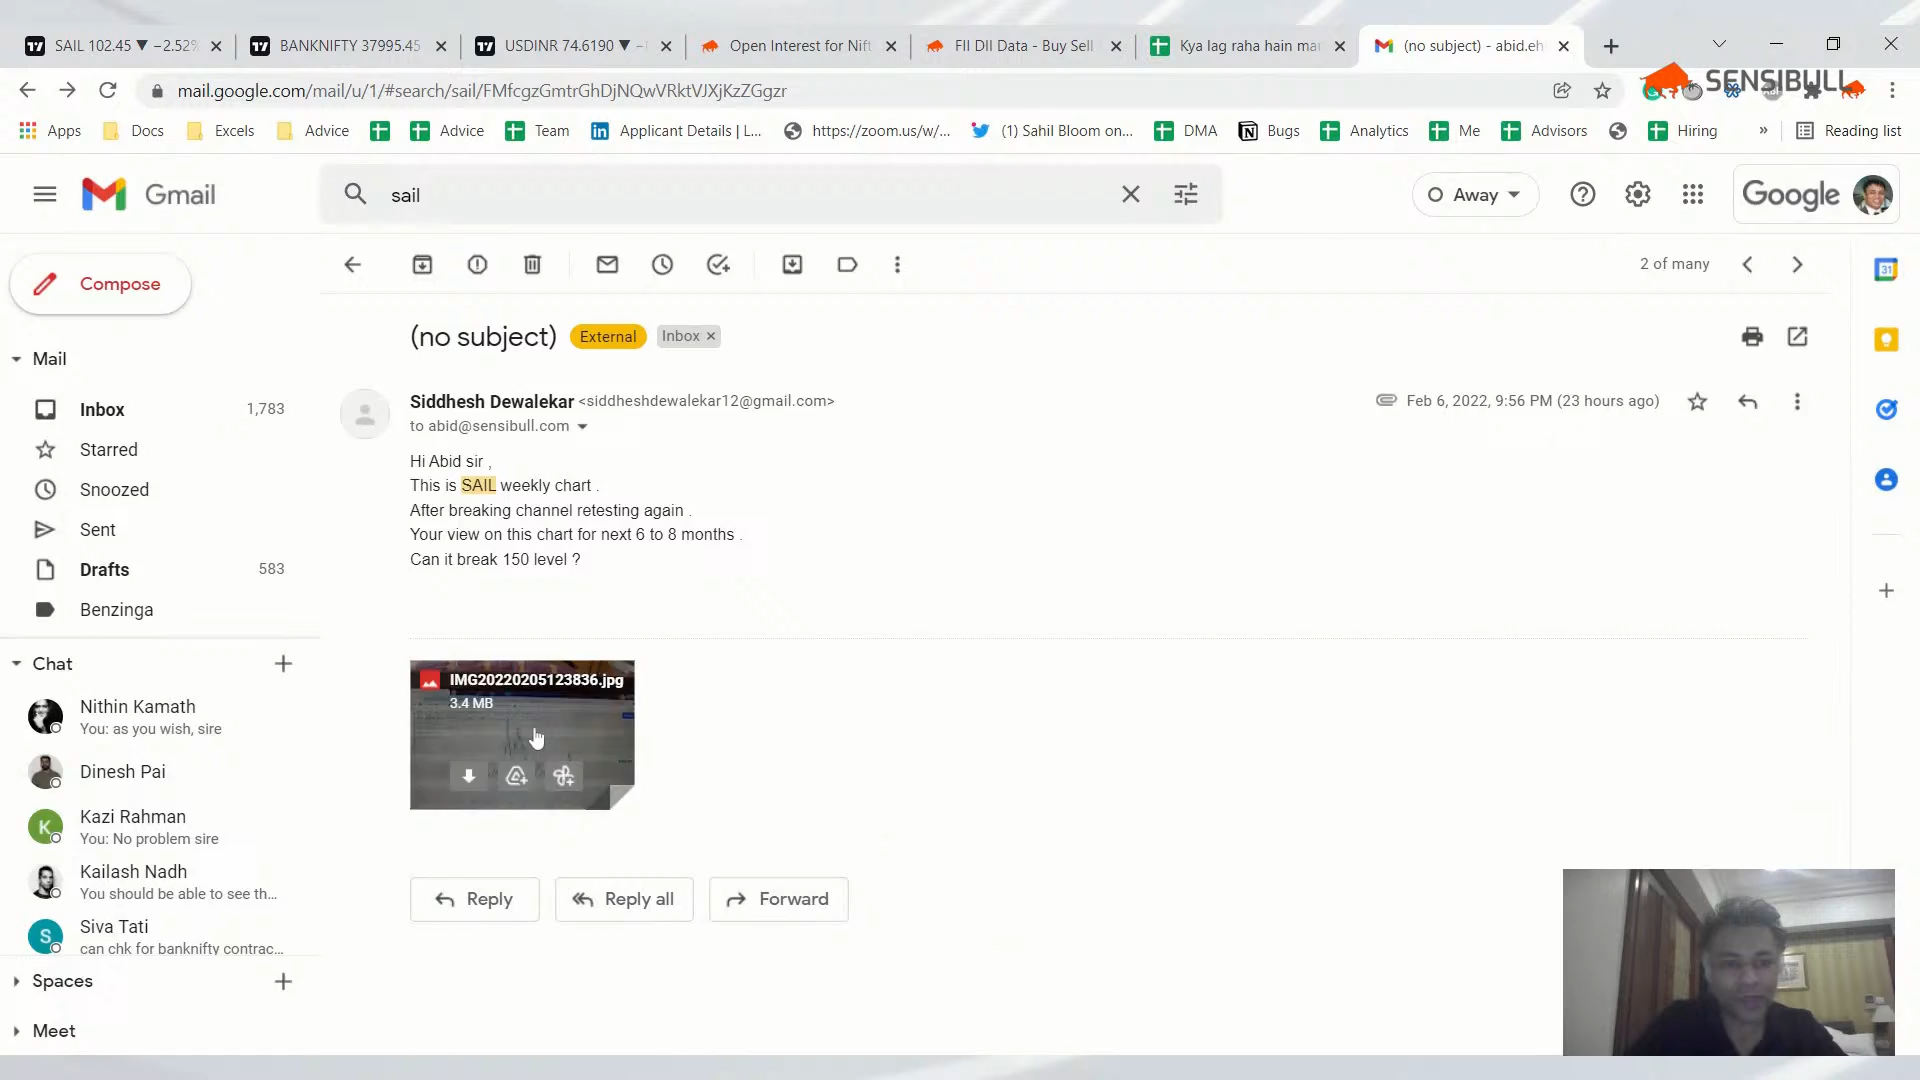 SAIL 102.45 ▼ −2.52%
BANKNIFTY 37995.45
USDINR 74.6190 ▼ −
Open Interest for Nift
FII DII Data - Buy Sell
Kya lag raha hain mar
(no subject) - abid.eh
mail.google.com/mail/u/1/#search/sail/FMfcgzGmtrGhDjNQwVRktVJXjKzZGgzr
SENSIBULL
Apps
Docs
Excels
Advice
Advice
Team
Applicant Details | L...
https://zoom.us/w/...
(1) Sahil Bloom on...
DMA
Bugs
Analytics
Me
Advisors
Hiring
»
Reading list
Gmail
sail
Away
Google
Compose
2 of many
(no subject)
External
Inbox
Mail
Inbox 1,783
Starred
Snoozed
Sent
Drafts 583
Benzinga
Siddhesh Dewalekar <siddheshdewalekar12@gmail.com>
Feb 6, 2022, 9:56 PM (23 hours ago)
to abid@sensibull.com
Hi Abid sir ,
This is SAIL weekly chart .
After breaking channel retesting again .
Your view on this chart for next 6 to 8 months .
Can it break 150 level ?
IMG20220205123836.jpg
3.4 MB
Chat
Nithin Kamath
You: as you wish, sire
Dinesh Pai
K
Kazi Rahman
You: No problem sire
Kailash Nadh
You should be able to see th...
S
Siva Tati
can chk for banknifty contrac...
Reply
Reply all
Forward
Spaces
Meet
31